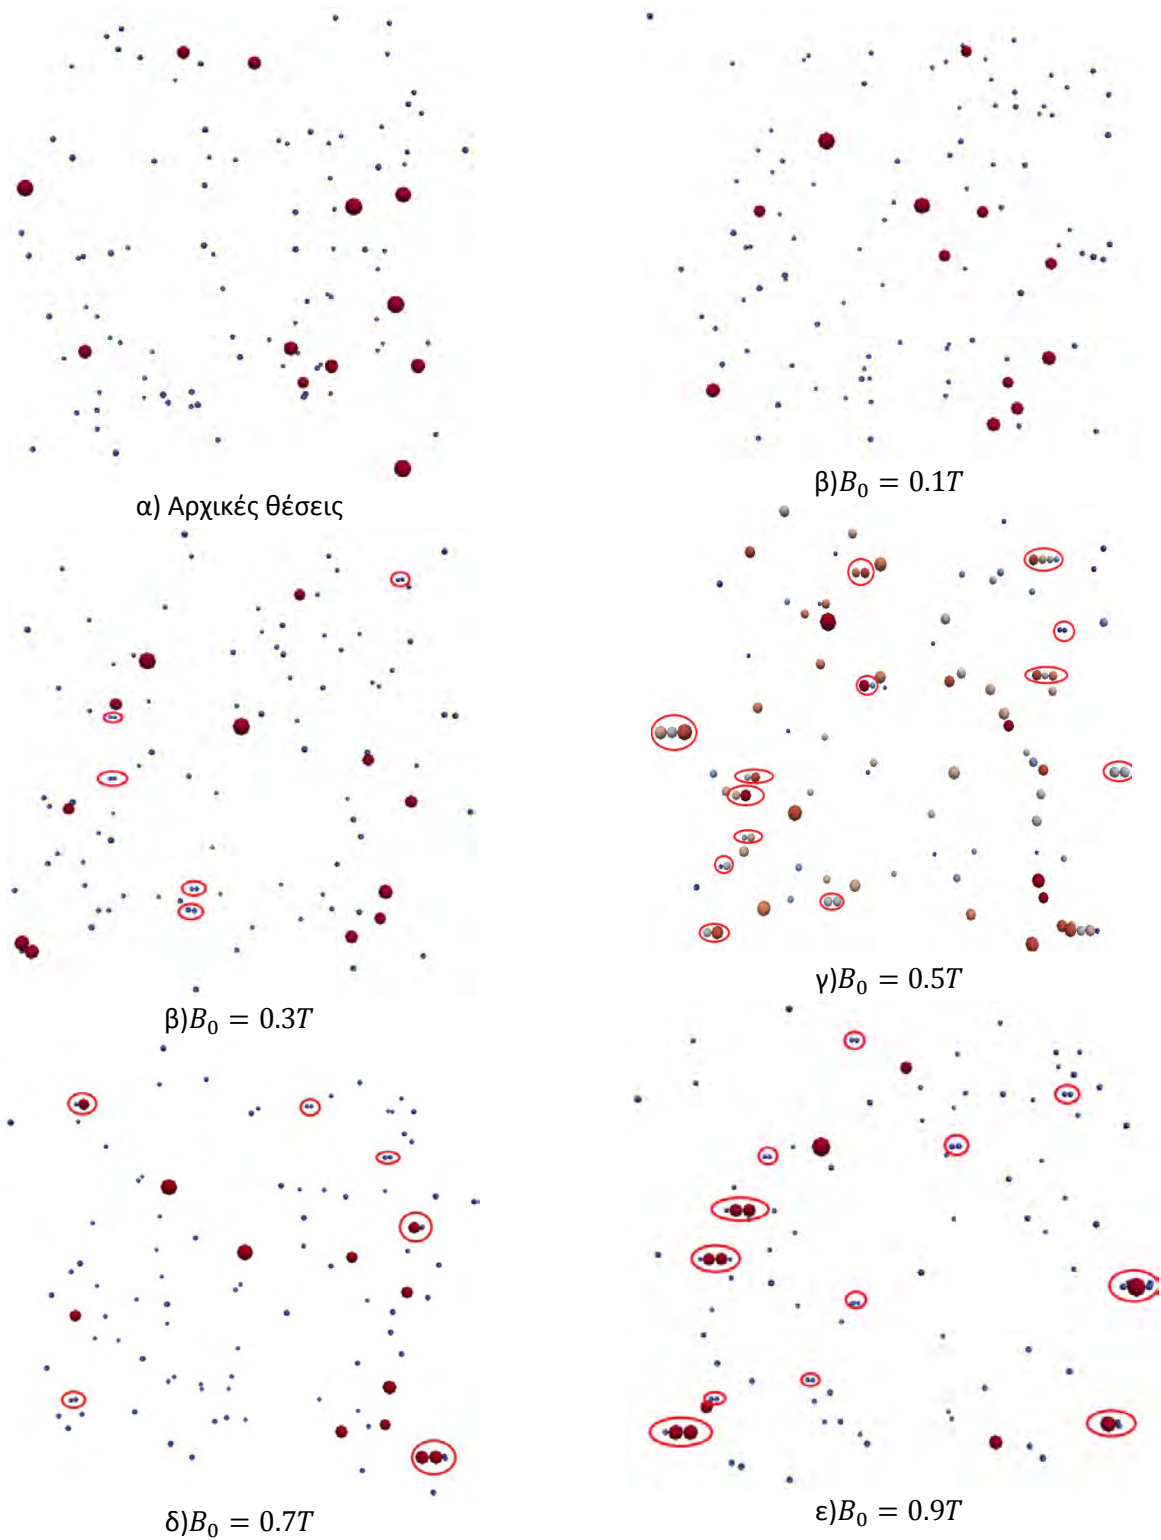 α) Αρχικές θέσεις
β)B₀ = 0.1T
β)B₀ = 0.3T
γ)B₀ = 0.5T
δ)B₀ = 0.7T
ε)B₀ = 0.9T